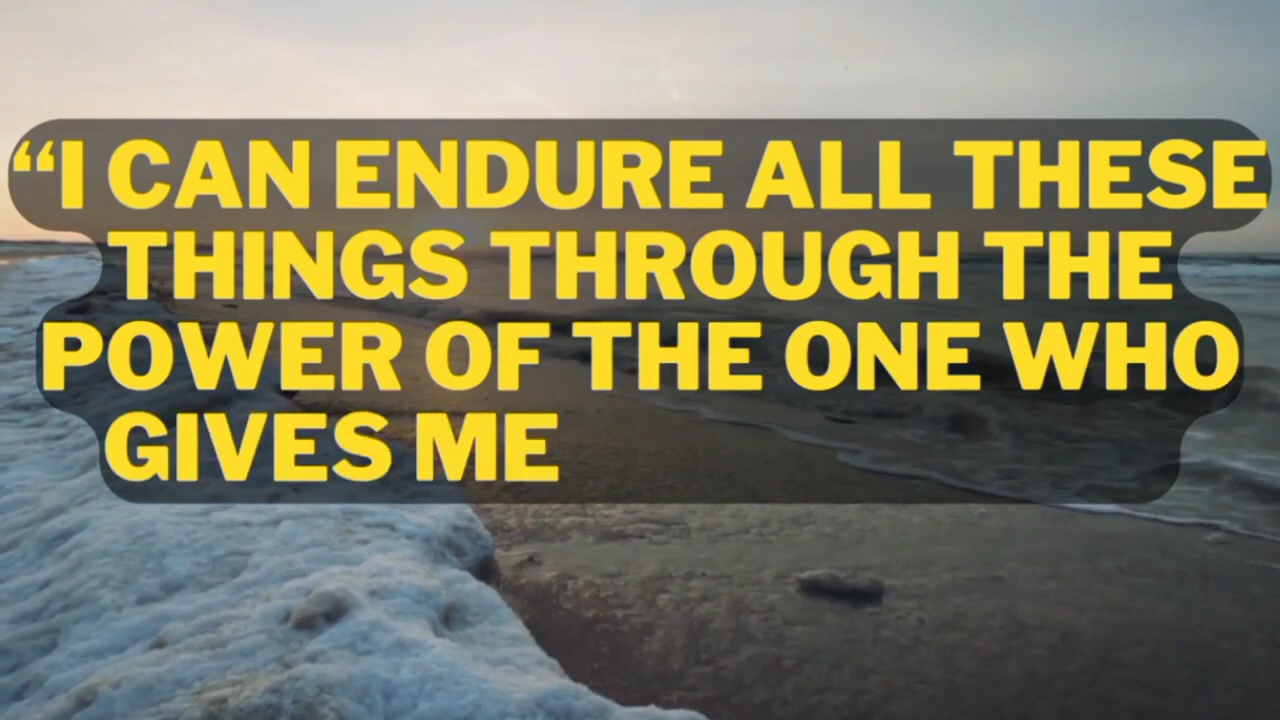 “I CAN ENDURE ALL THESE
THINGS THROUGH THE
POWER OF THE ONE WHO
GIVES ME